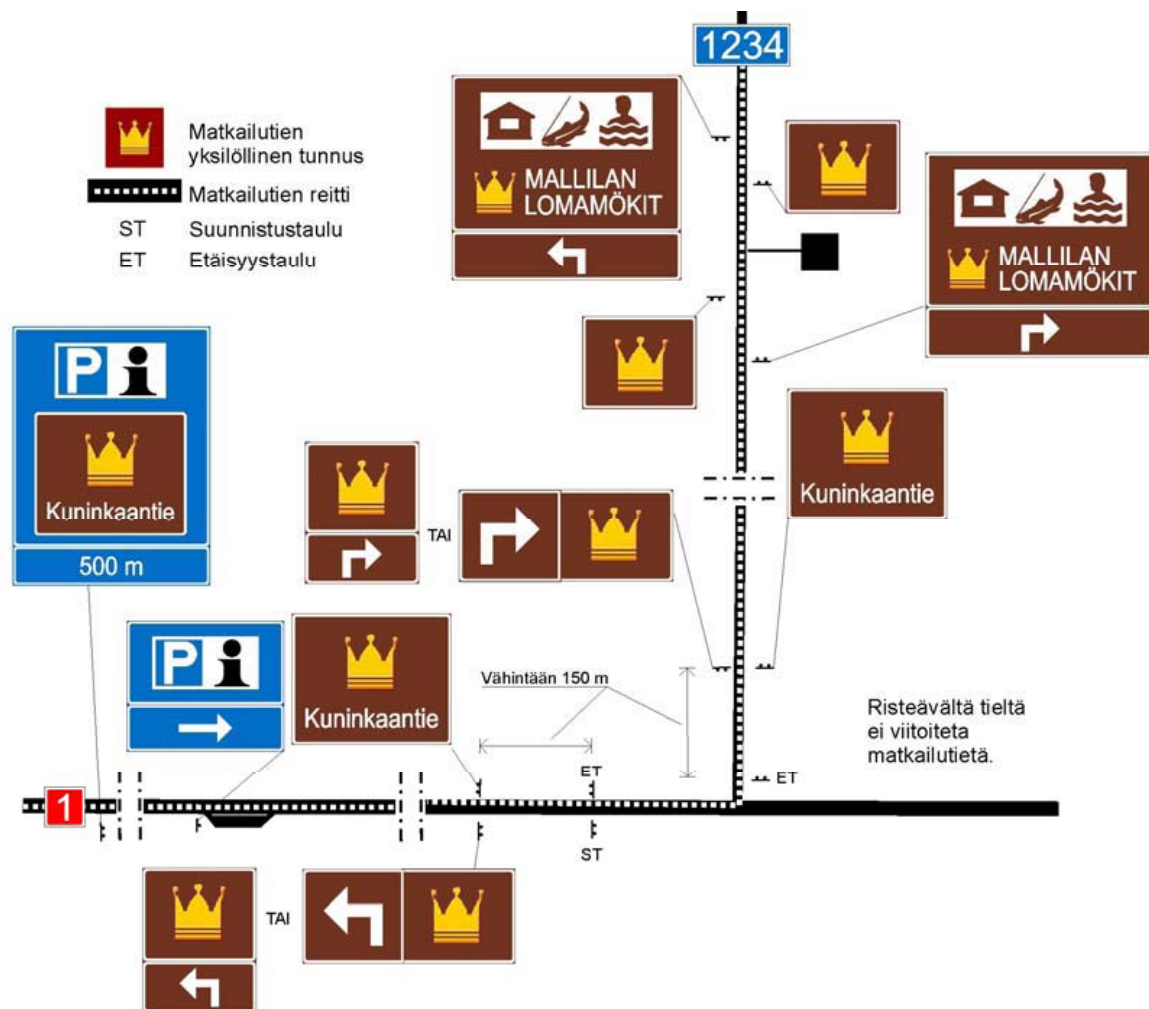 1234
Matkailutien
yksilöllinen tunnus
Matkailutien reitti
ST Suunnistustaulu
ET Etäisyystaulu
MALLILAN
LOMAMÖKIT
MALLILAN
LOMAMÖKIT
P i
Kuninkaantie
500 m
TAI
Kuninkaantie
P i
Kuninkaantie
Vähintään 150 m
Risteävältä tieltä
ei viitoiteta
matkailutietä.
ET
ET
1
ST
TAI